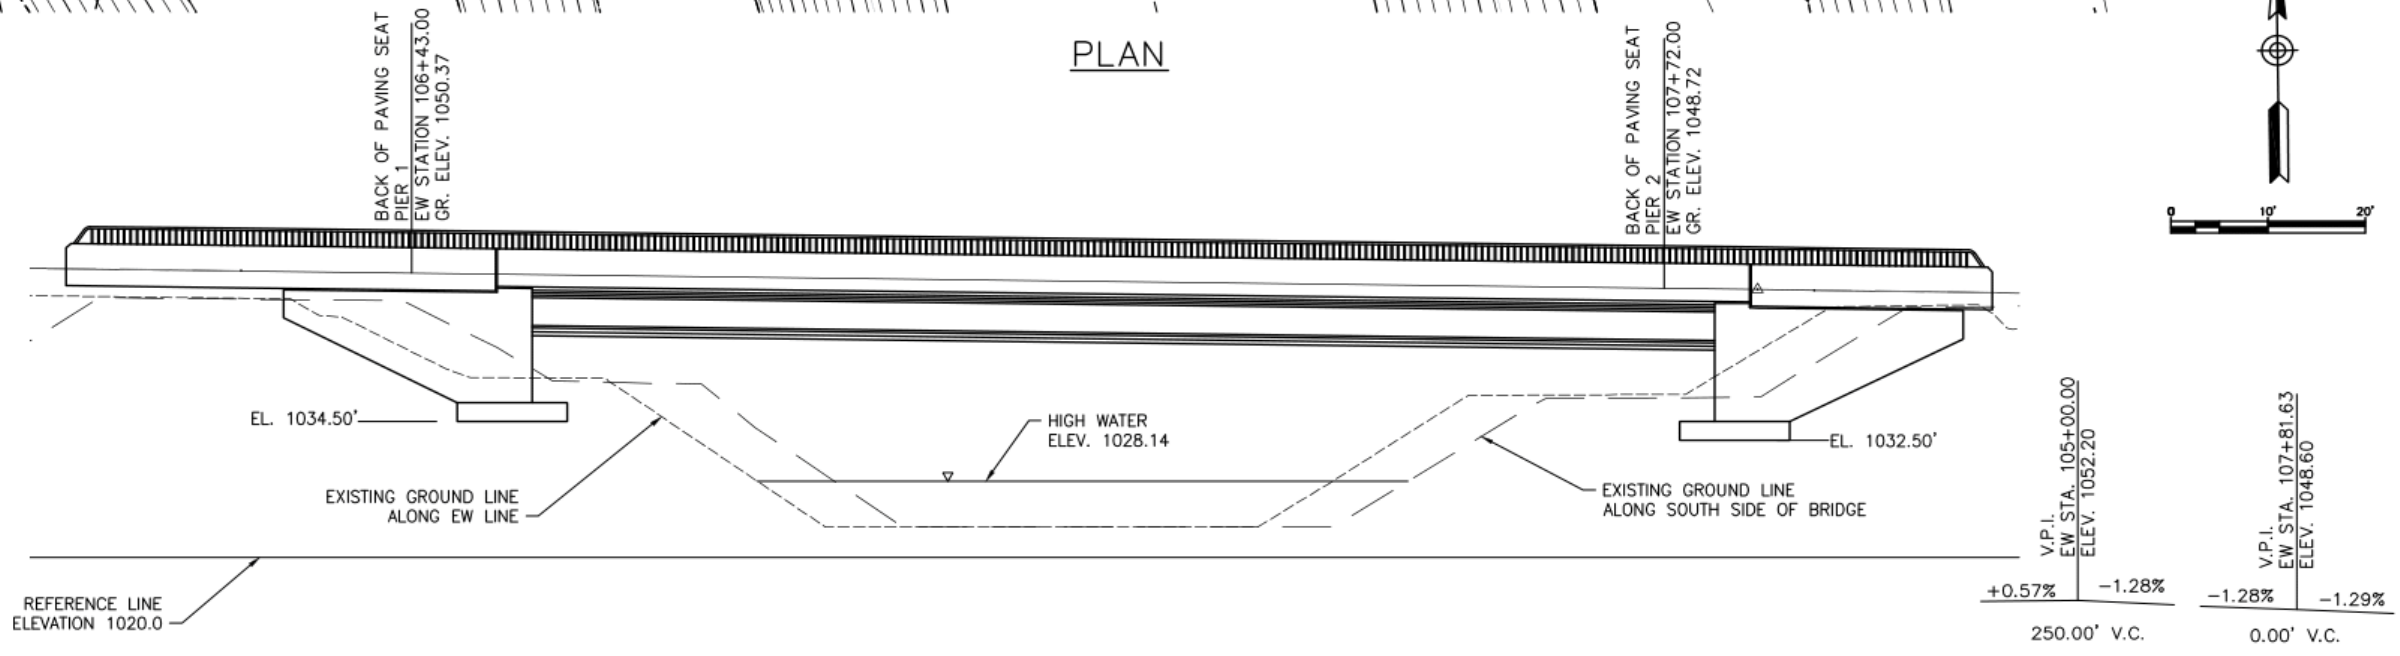 PLAN
BACK OF PAVING SEAT
PIER 1
EW STATION 106+43.00
GR. ELEV. 1050.37
BACK OF PAVING SEAT
PIER 2
EW STATION 107+72.00
GR. ELEV. 1048.72
0 10' 20'
EL. 1034.50'
HIGH WATER
ELEV. 1028.14
EL. 1032.50'
EXISTING GROUND LINE
ALONG EW LINE
EXISTING GROUND LINE
ALONG SOUTH SIDE OF BRIDGE
REFERENCE LINE
ELEVATION 1020.0
V.P.I.
EW STA. 105+00.00
ELEV. 1052.20
+0.57% -1.28%
250.00' V.C.
V.P.I.
EW STA. 107+81.63
ELEV. 1048.60
-1.28% -1.29%
0.00' V.C.